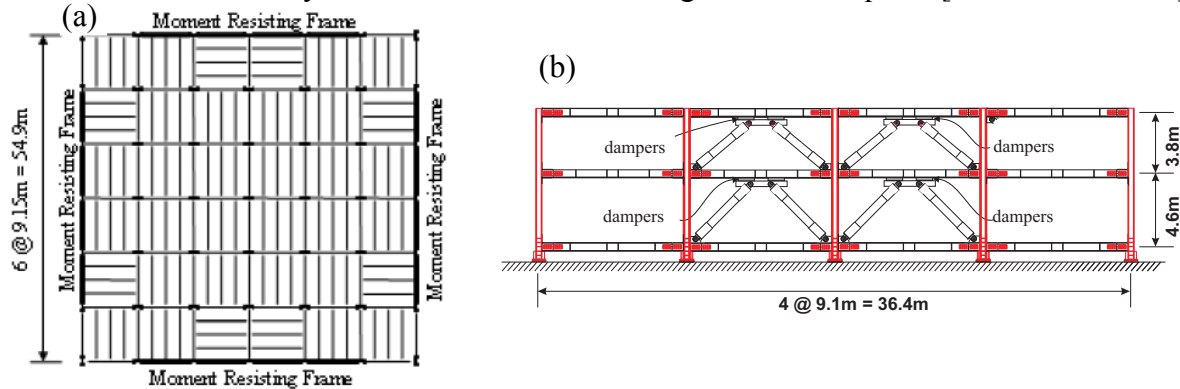 (a)
Moment Resisting Frame
6 @ 9.15m = 54.9m
Moment Resisting Frame
Moment Resisting Frame
Moment Resisting Frame
(b)
dampers
dampers
dampers
dampers
3.8m
4.6m
4 @ 9.1m = 36.4m